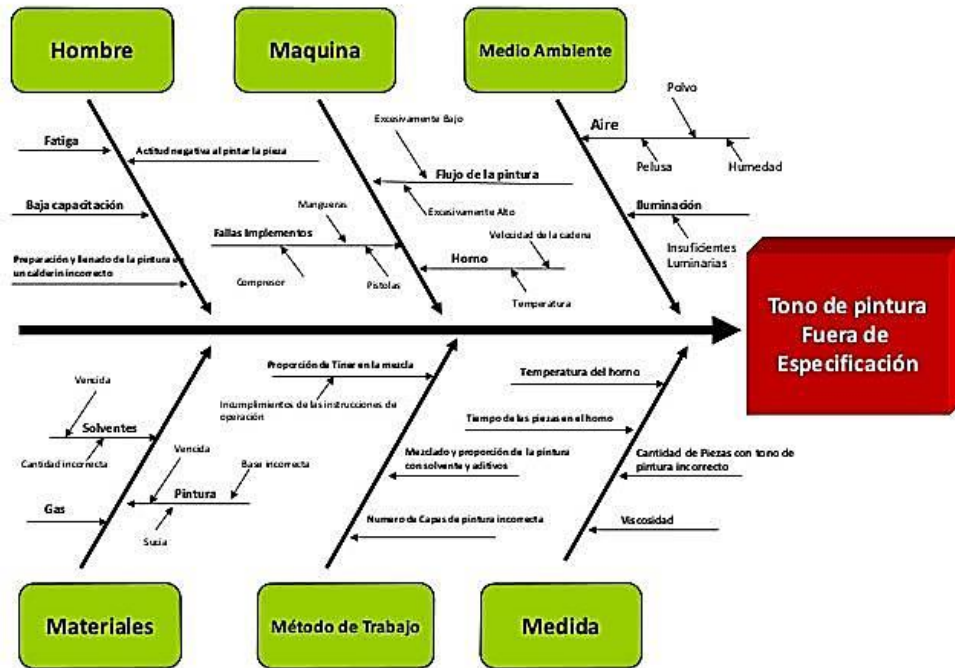 Hombre
Maquina
Medio Ambiente
Polvo
Excesivamente Bajo
Aire
Fatiga
Actitud negativa al pintar la pieza
Pelusa
Humedad
Flujo de la pintura
Baja capacitación
Mangueras
Excesivamente Alto
Iluminación
Fallas Implementos
Velocidad de la cadena
Insuficientes
Luminarias
Preparación y llenado de la pintura en
un calderin incorrecto
Horno
Compresor
Pistolas
Temperatura
Tono de pintura
Fuera de
Especificación
Proporción de Tiner en la mezcla
Temperatura del horno
Vencida
Incumplimientos de las instrucciones de
operación
Solventes
Tiempo de las piezas en el horno
Vencida
Cantidad incorrecta
Base incorrecta
Mezclado y proporción de la pintura
con solvente y aditivos
Cantidad de Piezas con tono de
pintura incorrecto
Pintura
Gas
Numero de Capas de pintura incorrecta
Viscosidad
Sucia
Materiales
Método de Trabajo
Medida